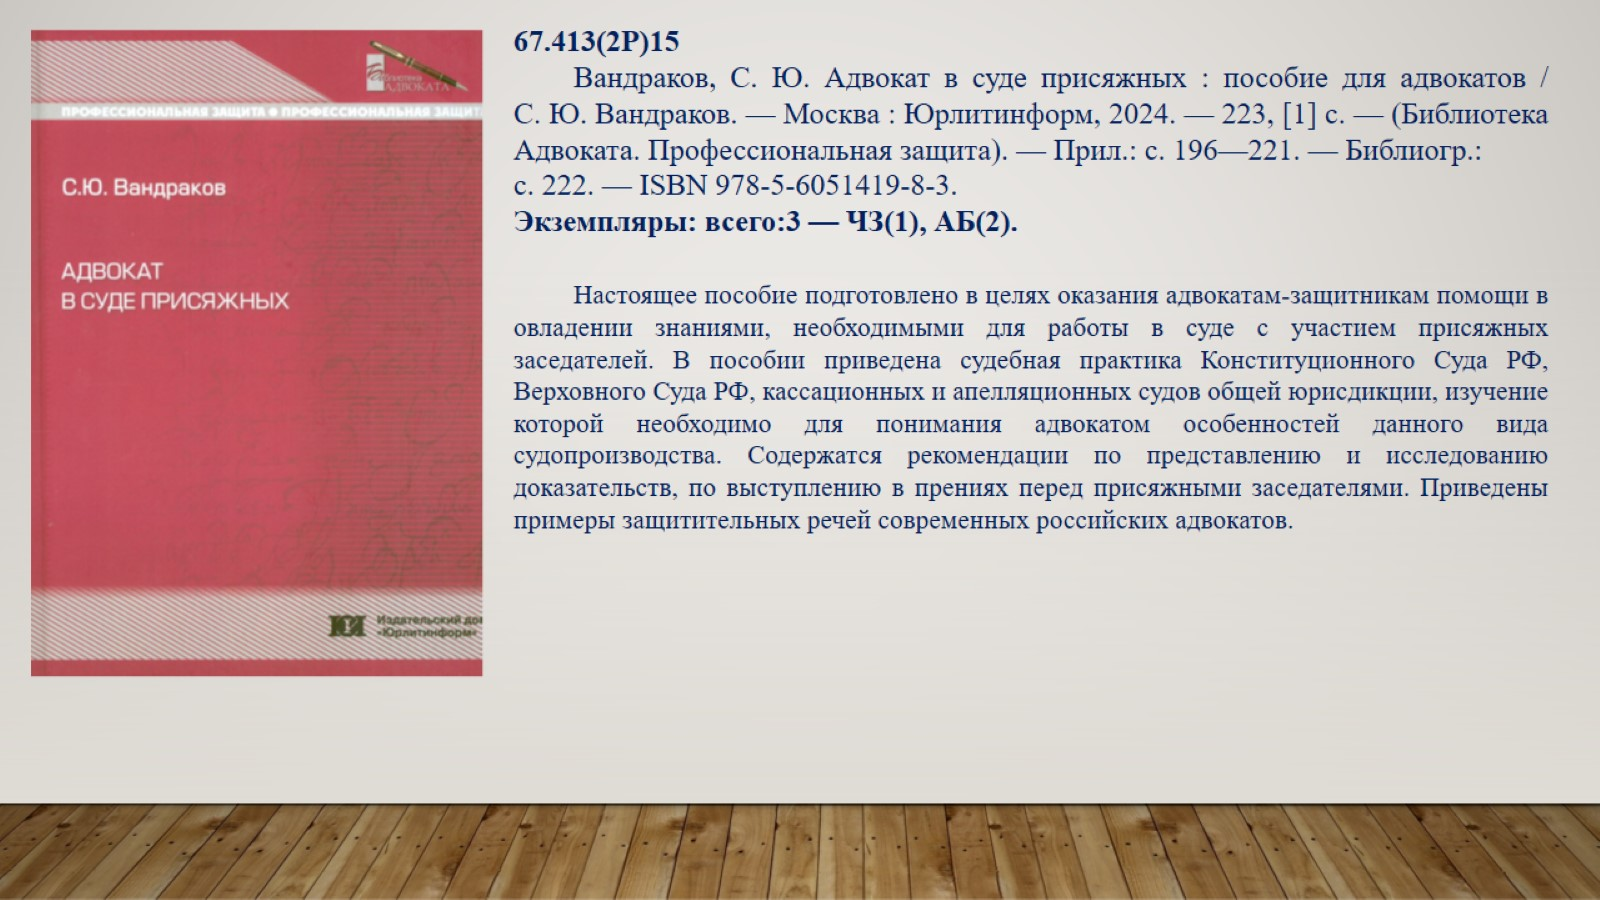 Библиотека
АДВОКАТА
ПРОФЕССИОНАЛЬНАЯ ЗАЩИТА ● ПРОФЕССИОНАЛЬНАЯ ЗАЩИТ
С.Ю. Вандраков
АДВОКАТ
В СУДЕ ПРИСЯЖНЫХ
Издательский дом
«Юрлитинформ»
67.413(2Р)15
Вандраков, С. Ю. Адвокат в суде присяжных : пособие для адвокатов /
С. Ю. Вандраков. — Москва : Юрлитинформ, 2024. — 223, [1] с. — (Библиотека
Адвоката. Профессиональная защита). — Прил.: с. 196—221. — Библиогр.:
с. 222. — ISBN 978-5-6051419-8-3.
Экземпляры: всего:3 — ЧЗ(1), АБ(2).
Настоящее пособие подготовлено в целях оказания адвокатам-защитникам помощи в
овладении знаниями, необходимыми для работы в суде с участием присяжных
заседателей. В пособии приведена судебная практика Конституционного Суда РФ,
Верховного Суда РФ, кассационных и апелляционных судов общей юрисдикции, изучение
которой необходимо для понимания адвокатом особенностей данного вида
судопроизводства. Содержатся рекомендации по представлению и исследованию
доказательств, по выступлению в прениях перед присяжными заседателями. Приведены
примеры защитительных речей современных российских адвокатов.